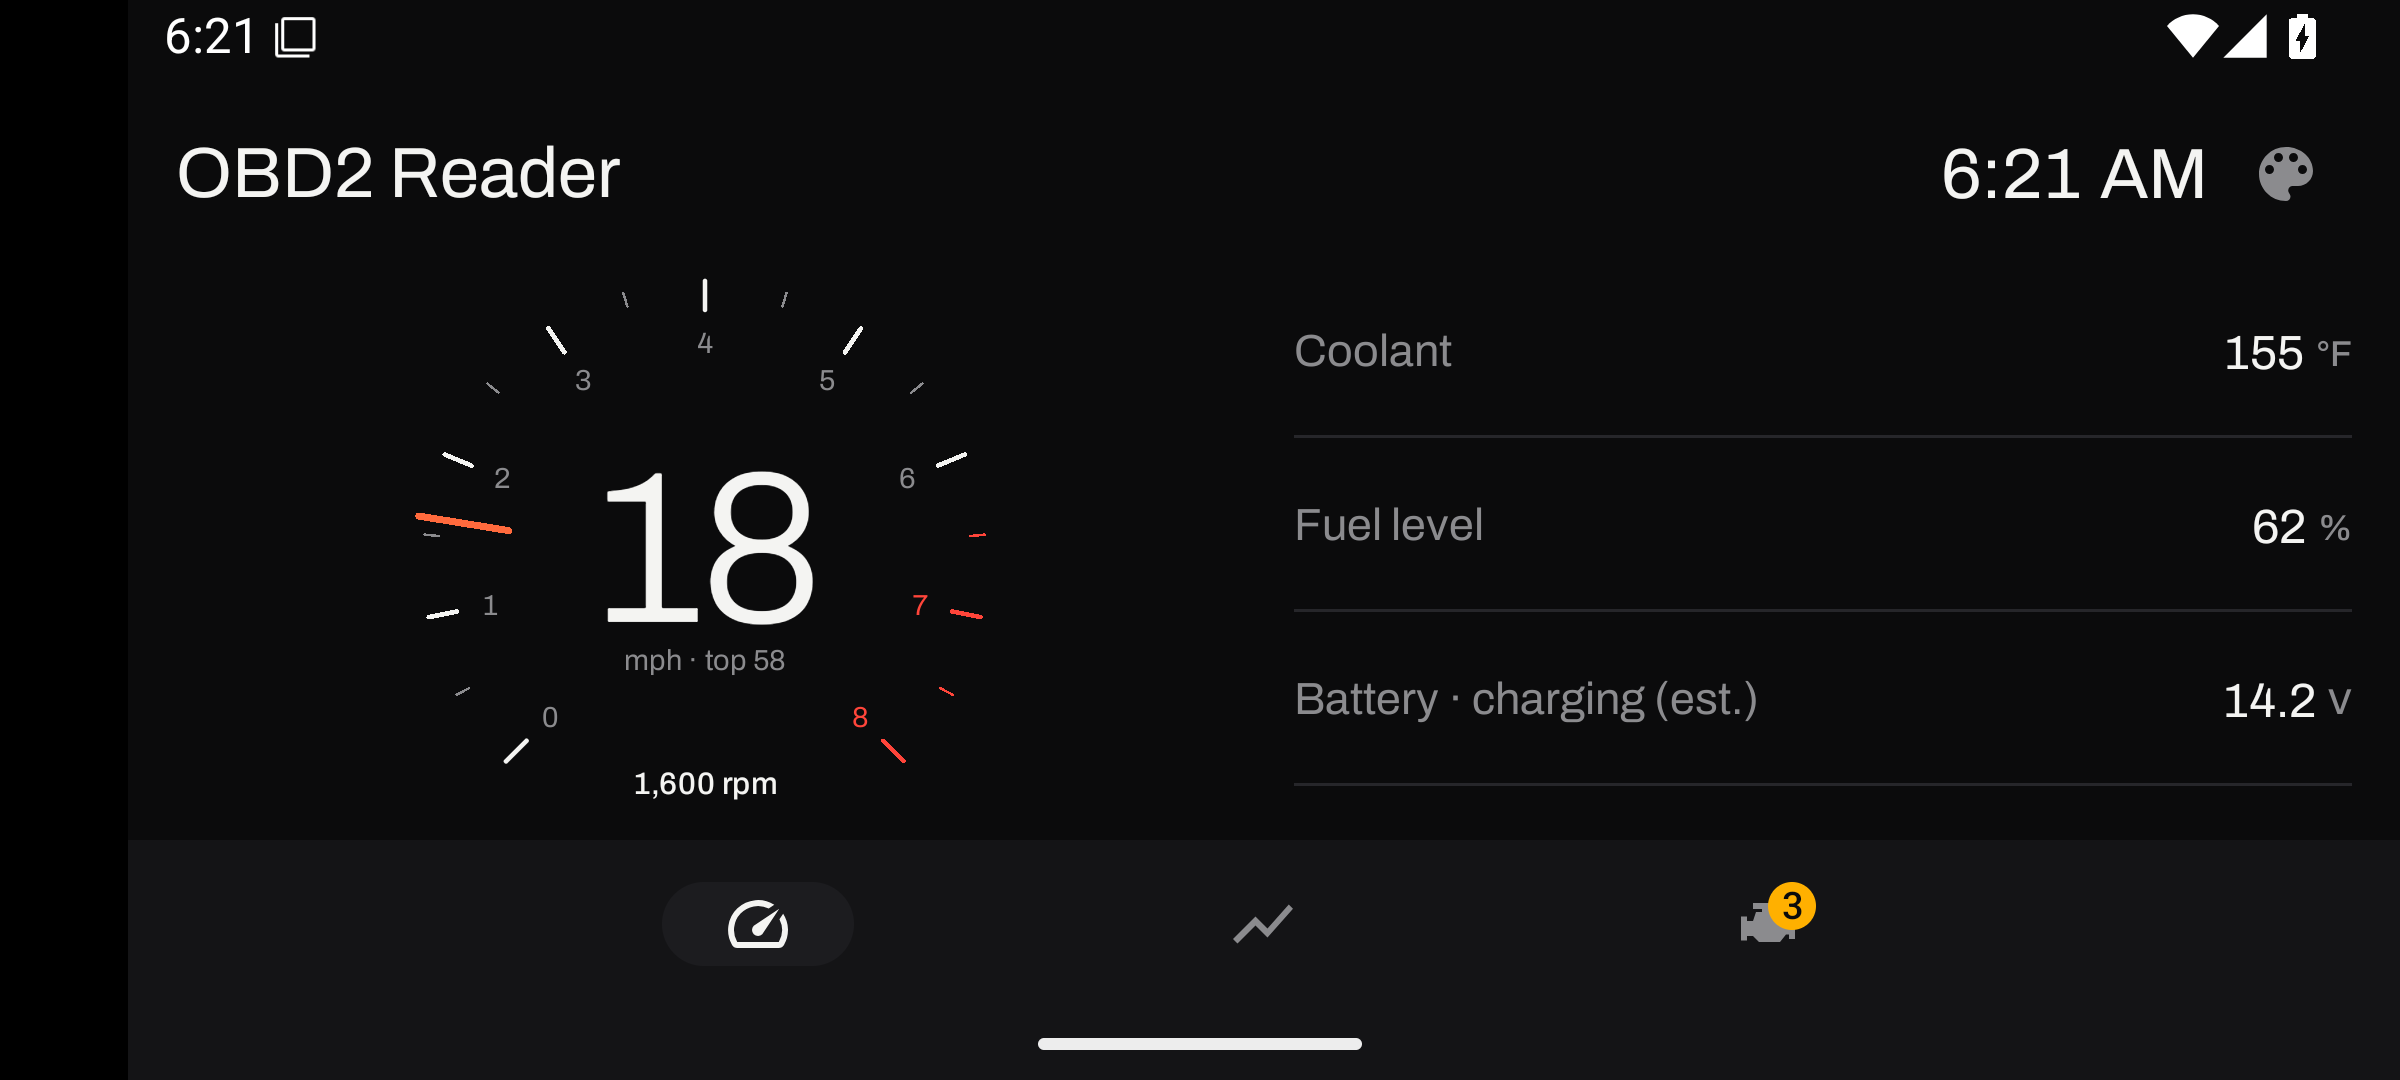 6:21
OBD2 Reader
6:21 AM
4
3
5
2
6
1
7
0
8
18
mph · top 58
1,600 rpm
Coolant
155 °F
Fuel level
62 %
Battery · charging (est.)
14.2 V
3